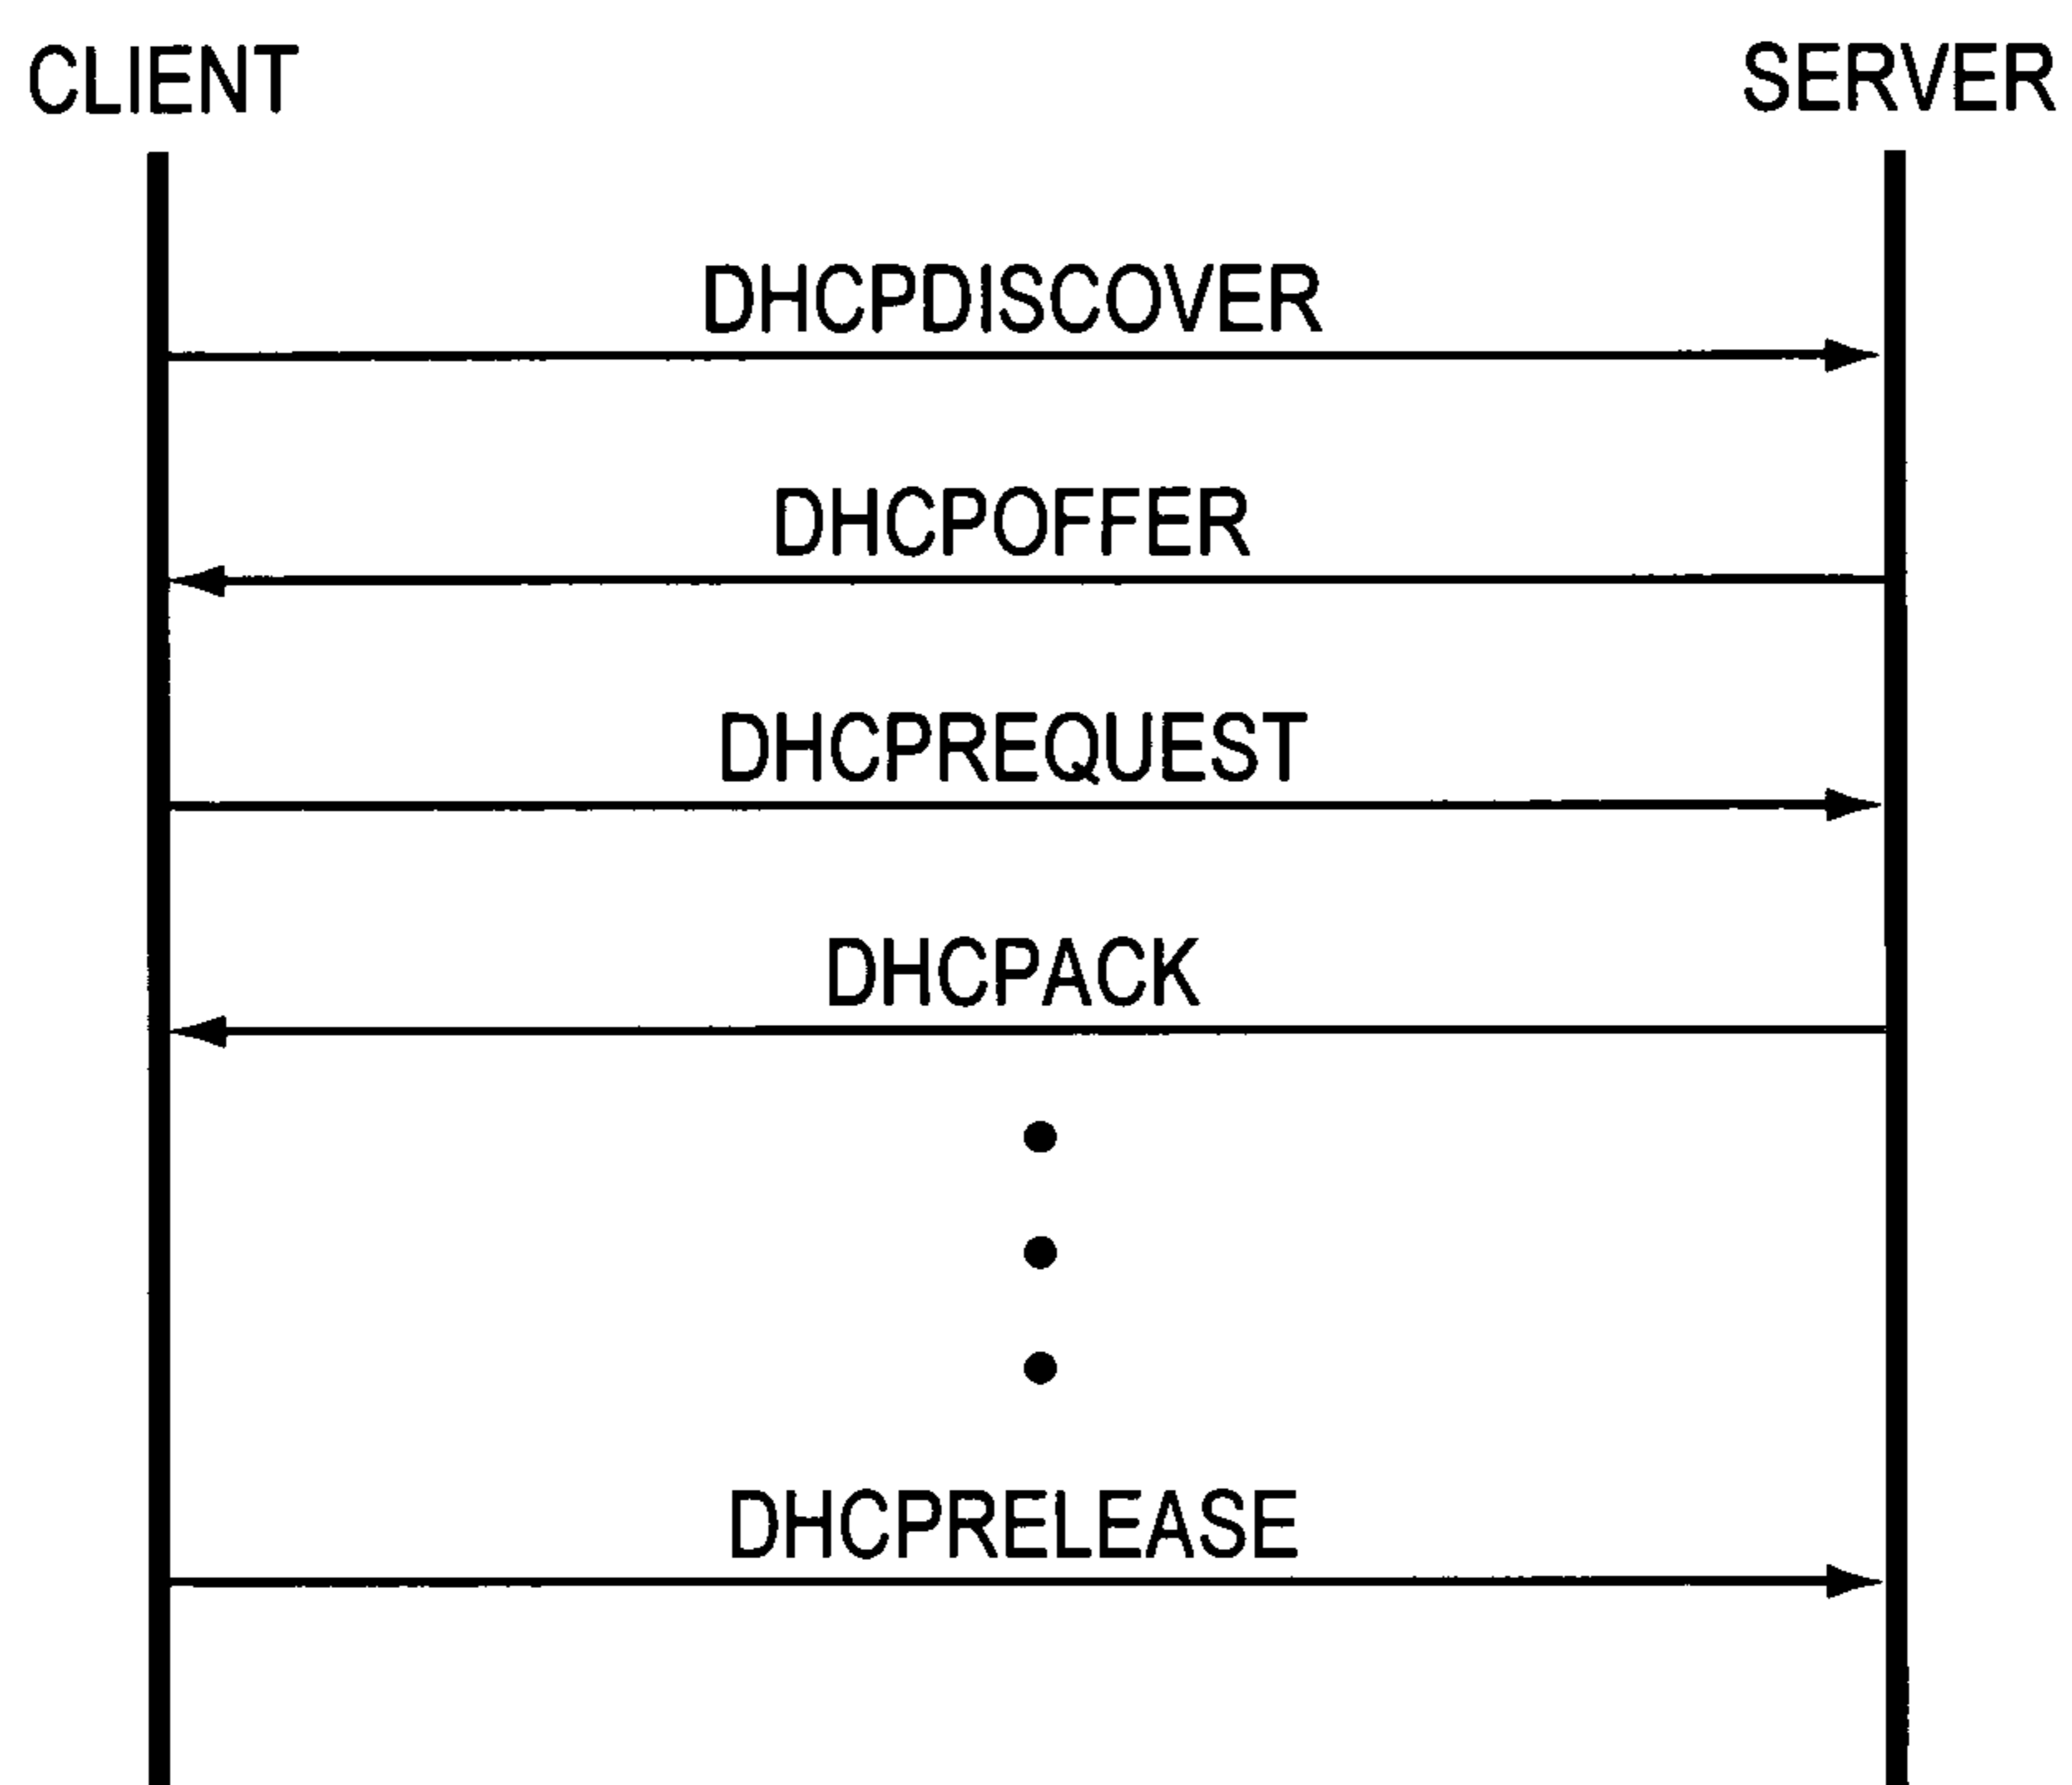 CLIENT SERVER
DHCPDISCOVER
DHCPOFFER
DHCPREQUEST
DHCPACK
DHCPRELEASE